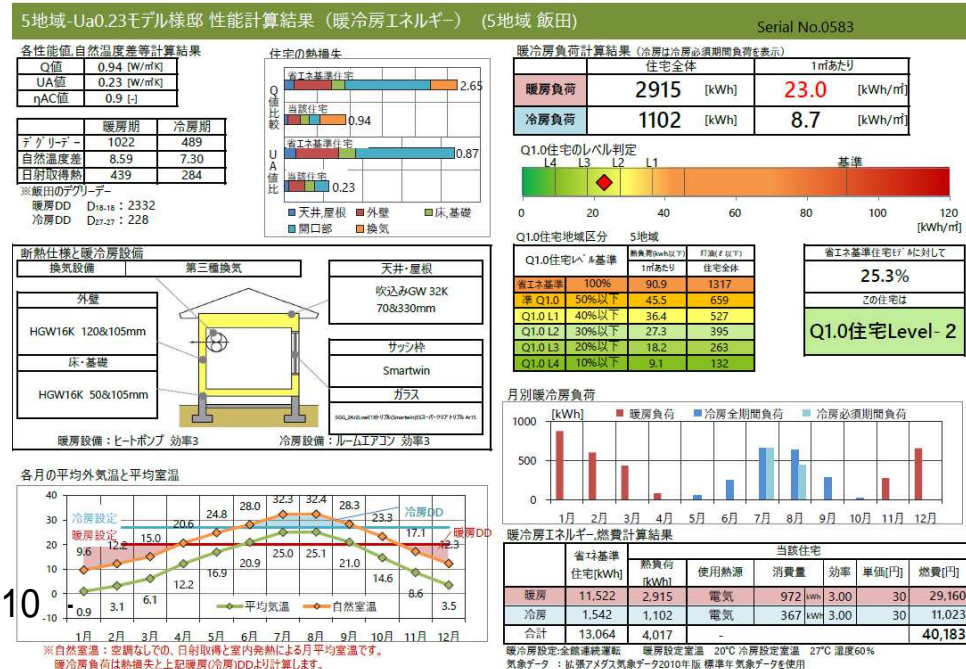 5地域-Ua0.23モデル様邸 性能計算結果（暖冷房エネルギー） (5地域 飯田)
Serial No.0583
各性能値,自然温度差等計算結果
Q値 0.94 [W/㎡K]
UA値 0.23 [W/㎡K]
ηAC値 0.9 [-]
暖房期 冷房期
デグリーデー 1022 489
自然温度差 8.59 7.30
日射取得熱 439 284
※飯田のデグリーデー
暖房DD D18-18：2332
冷房DD D27-27：228
住宅の熱損失
Q値比較
省エネ基準住宅
2.65
当該住宅
0.94
UA値比
省エネ基準住宅
0.87
当該住宅
0.23
■天井,屋根 ■外壁 ■床,基礎
■開口部 ■換気
暖冷房負荷計算結果（冷房は冷房必須期間負荷を表示）
住宅全体 1㎡あたり
暖房負荷 2915 [kWh] 23.0 [kWh/㎡]
冷房負荷 1102 [kWh] 8.7 [kWh/㎡]
Q1.0住宅のレベル判定
L4 L3 L2 L1 基準
0 20 40 60 80 100 120
[kWh/㎡]
断熱仕様と暖冷房設備
換気設備 第三種換気
外壁
HGW16K 120&105mm
床・基礎
HGW16K 50&105mm
天井・屋根
吹込みGW 32K
70&330mm
サッシ枠
Smartwin
ガラス
暖房設備：ヒートポンプ 効率3 冷房設備：ルームエアコン 効率3
Q1.0住宅地域区分 5地域
Q1.0住宅レベル基準 熱負荷(kwh以下) 灯油(ℓ以下)
1㎡あたり 住宅全体
省エネ基準 100% 90.9 1317
準Q1.0 50%以下 45.5 659
Q1.0 L1 40%以下 36.4 527
Q1.0 L2 30%以下 27.3 395
Q1.0 L3 20%以下 18.2 263
Q1.0 L4 10%以下 9.1 132
省エネ基準住宅モデルに対して
25.3%
この住宅は
Q1.0住宅Level- 2
月別暖冷房負荷
[kWh] ■暖房負荷 ■冷房全期間負荷 ■冷房必須期間負荷
1000
500
0
1月 2月 3月 4月 5月 6月 7月 8月 9月 10月 11月 12月
各月の平均外気温と平均室温
40
30
20
10
0
-10
冷房設定
暖房設定
冷房DD
暖房DD
9.6 12.2 15.0 20.6 24.8 28.0 32.3 32.4 28.3 23.3 17.1 12.3
0.9 3.1 6.1 12.2 16.9 20.9 25.0 25.1 21.0 14.6 8.6 3.5
平均気温 自然室温
1月 2月 3月 4月 5月 6月 7月 8月 9月 10月 11月 12月
10 -
※自然室温：空調なしでの、日射取得と室内発熱による月平均室温です。
暖冷房負荷は熱損失と上記暖房(冷房)DDより計算します。
暖冷房エネルギー,燃費計算結果
省エネ基準住宅[kWh] 当該住宅
熱負荷[kWh] 使用熱源 消費量 効率 単価[円] 燃費[円]
暖房 11,522 2,915 電気 972 kWh 3.00 30 29,160
冷房 1,542 1,102 電気 367 kWh 3.00 30 11,023
合計 13,064 4,017 - 40,183
暖冷房設定:全館連続運転 暖房設定室温 20℃ 冷房設定室温 27℃ 湿度60%
気象データ ：拡張アメダス気象データ2010年版 標準年気象データを使用